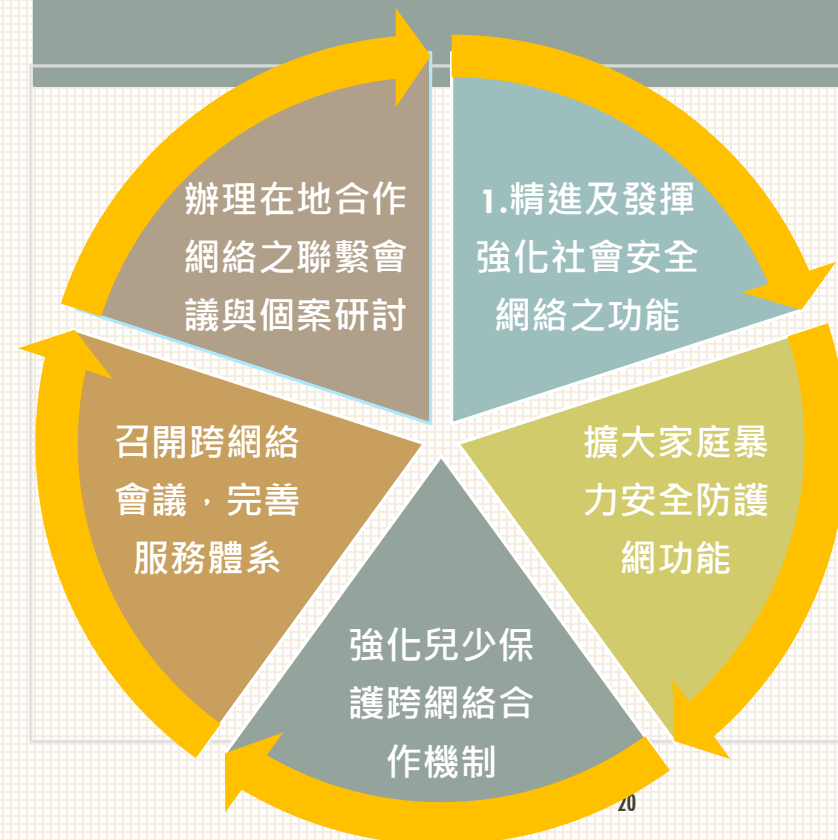 1.精進及發揮
強化社會安全
網絡之功能
擴大家庭暴
力安全防護
網功能
強化兒少保
護跨網絡合
作機制
召開跨網絡
會議，完善
服務體系
辦理在地合作
網絡之聯繫會
議與個案研討
20